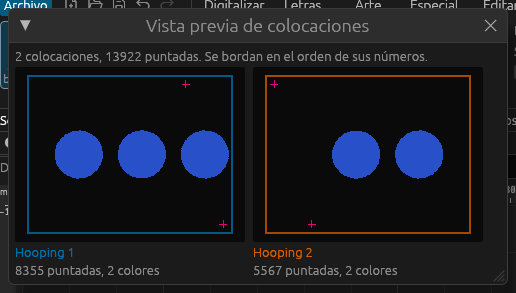 Archivo Digitalizar Letras Arte Especial Editar
Vista previa de colocaciones
2 colocaciones, 13922 puntadas. Se bordan en el orden de sus números.
Hooping 1
8355 puntadas, 2 colores
Hooping 2
5567 puntadas, 2 colores